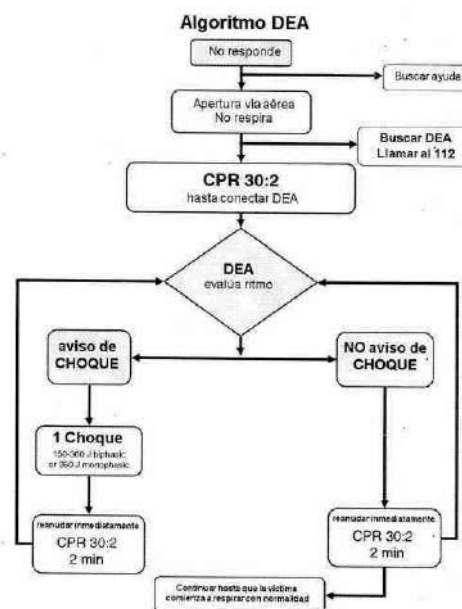 Algoritmo DEA
No responde
Buscar ayuda
Apertura via aérea
No respira
Buscar DEA
Llamar al 112
CPR 30:2
hasta conectar DEA
DEA
evalúa ritmo
aviso de
CHOQUE
NO aviso de
CHOQUE
1 Choque
150-360 J biphasic
or 360 J monophasic
reanudar inmediatamente
CPR 30:2
2 min
reanudar inmediatamente
CPR 30:2
2 min
Continuar hasta que la víctima
comienza a respirar con normalidad